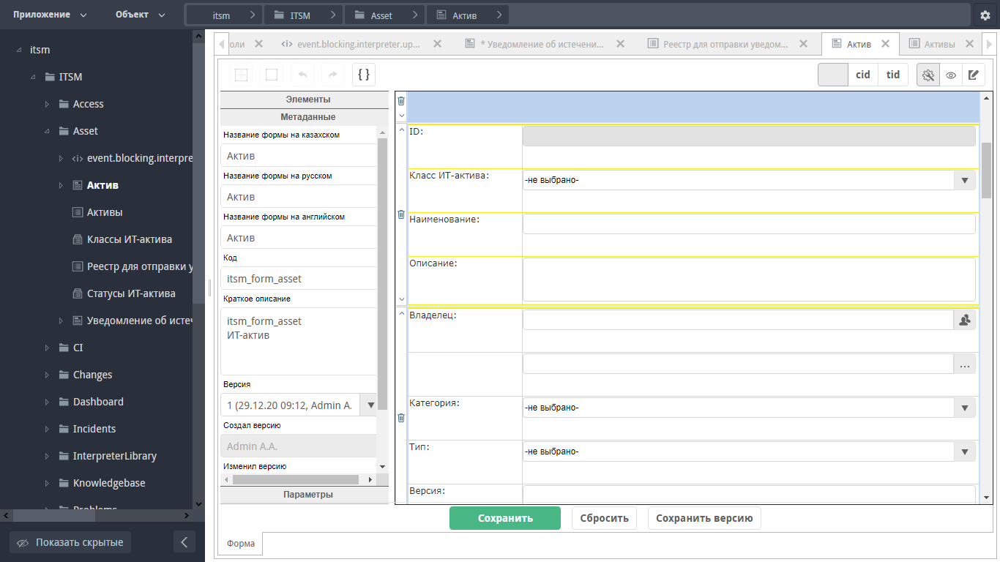 Приложение
Объект
itsm
ITSM
Asset
Актив
itsm
ITSM
Access
Asset
event.blocking.interpre
Актив
Активы
Классы ИТ-актива
Реестр для отправки у
Статусы ИТ-актива
Уведомление об истеч
CI
Changes
Dashboard
Incidents
InterpreterLibrary
Knowledgebase
Problems
Показать скрытые
оли
event.blocking.interpreter.up...
* Уведомление об истечени...
Реестр для отправки уведом...
Актив
Активы
{ }
cid
tid
Элементы
Метаданные
Название формы на казахском
Актив
Название формы на русском
Актив
Название формы на английском
Актив
Код
itsm_form_asset
Краткое описание
itsm_form_asset
ИТ-актив
Версия
1 (29.12.20 09:12, Admin A.
Создал версию
Admin A.A.
Изменил версию
Параметры
ID:
Класс ИТ-актива:
-не выбрано-
Наименование:
Описание:
Владелец:
...
Категория:
-не выбрано-
Тип:
-не выбрано-
Версия:
Сохранить
Сбросить
Сохранить версию
Форма